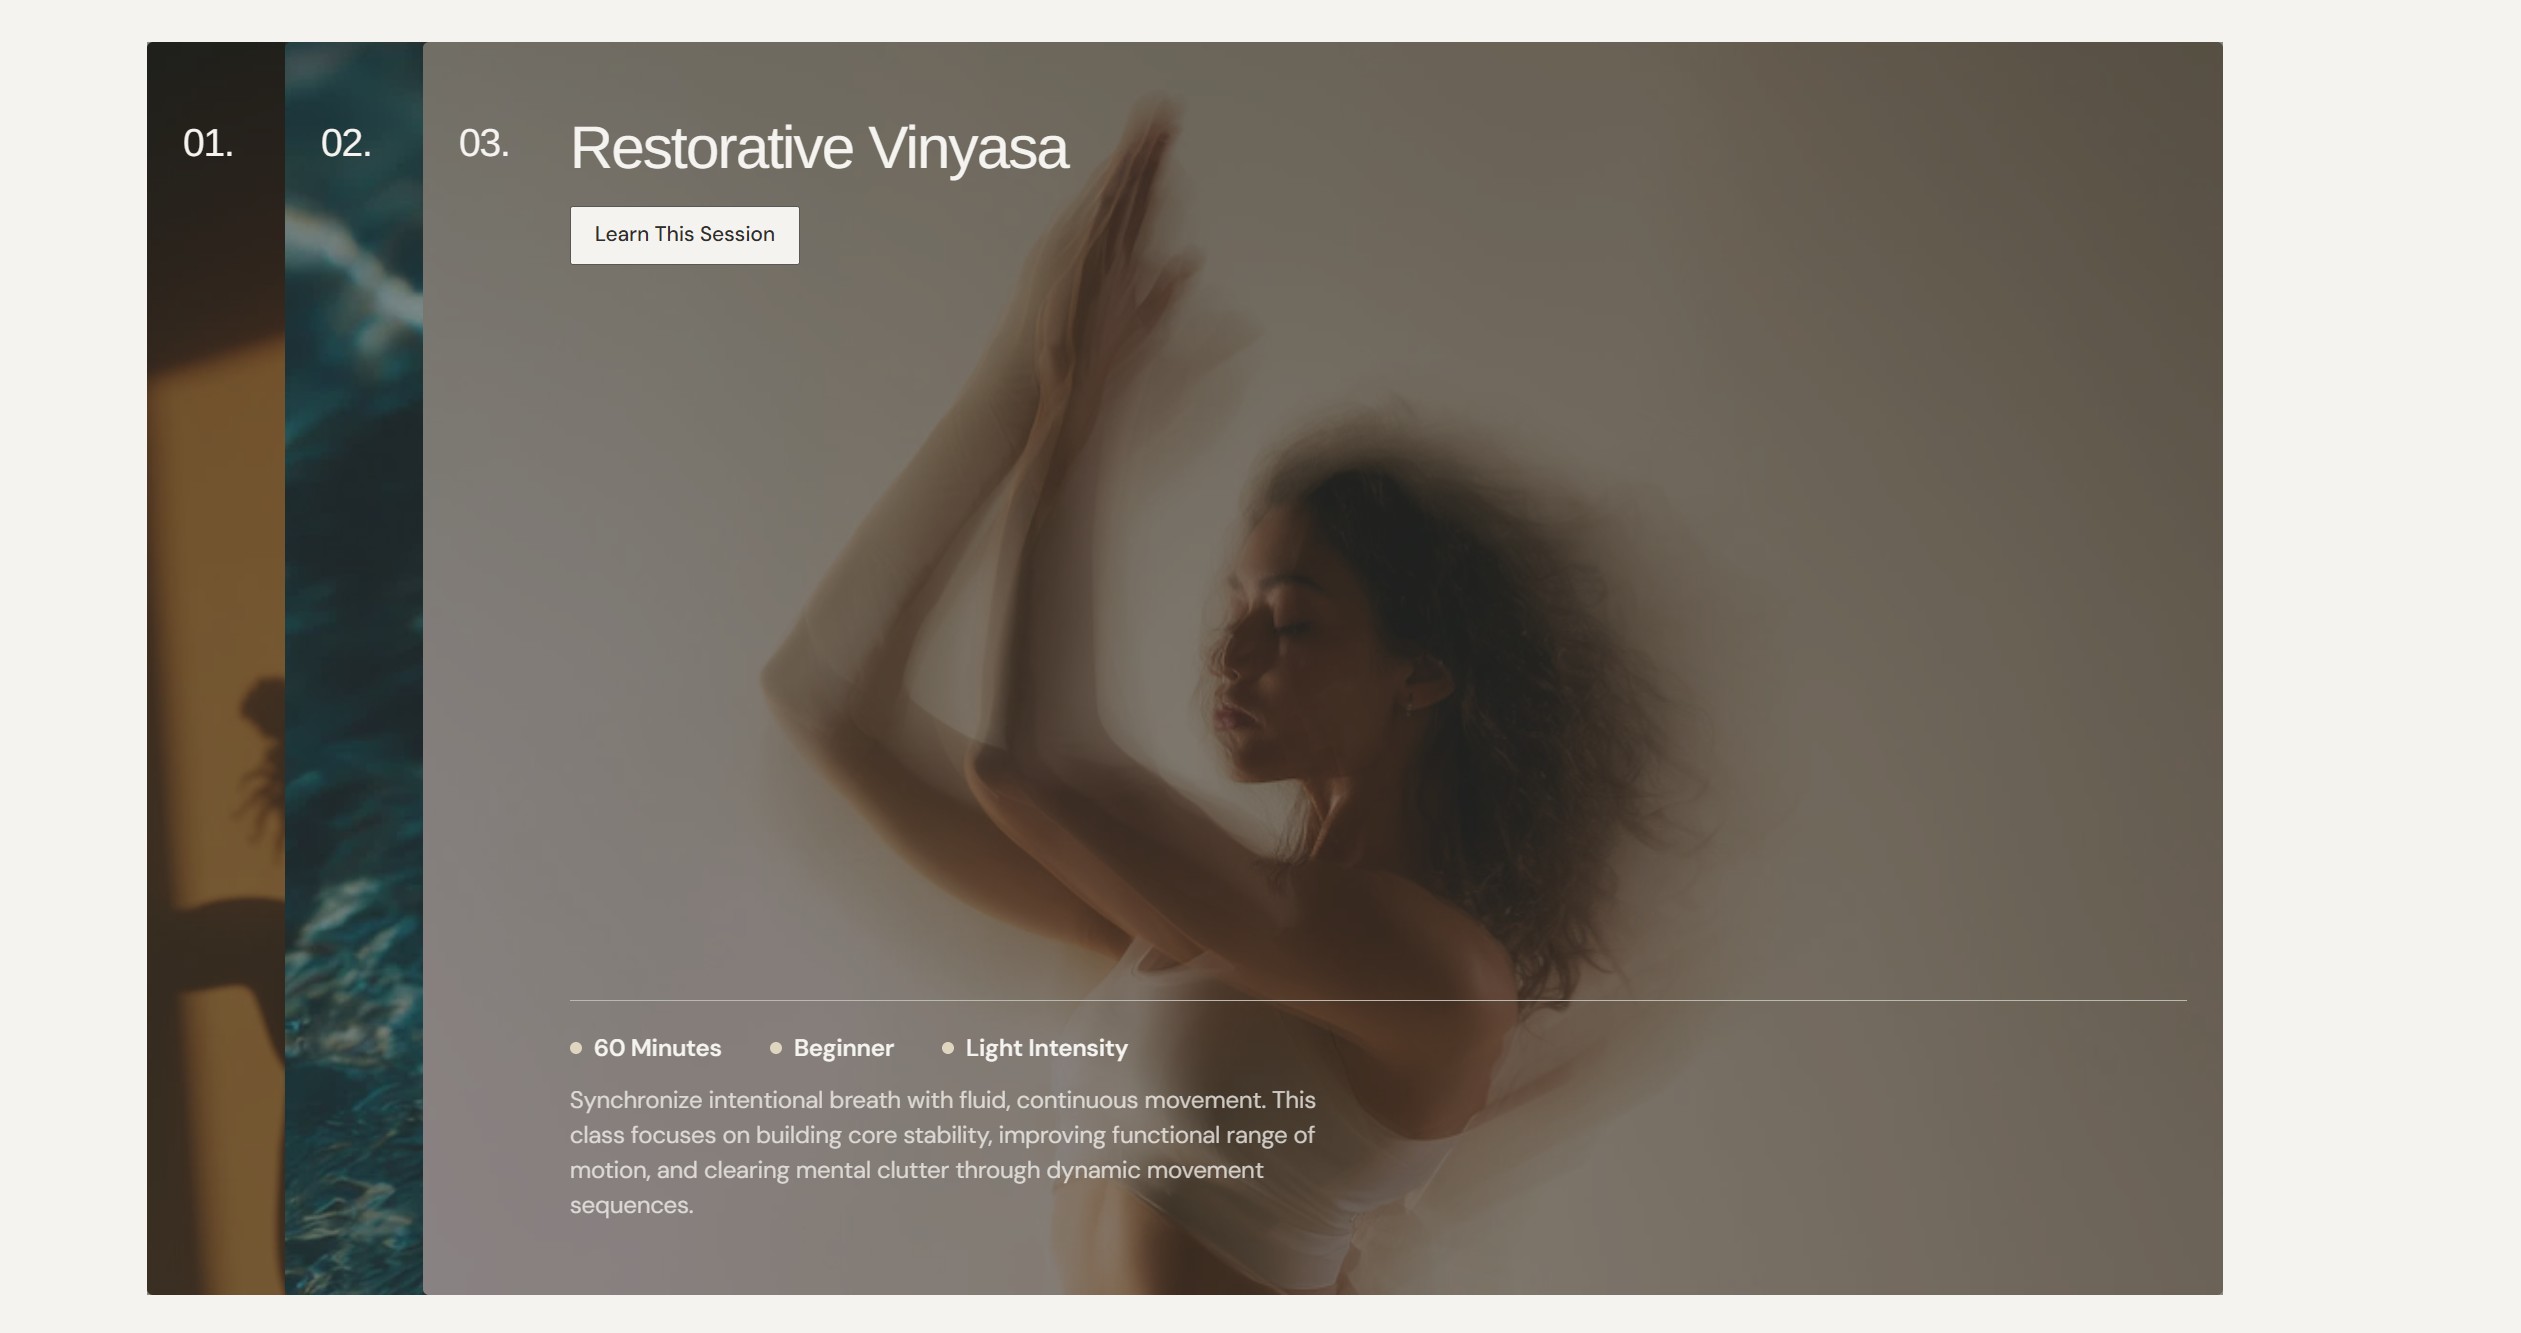 01.
02.
03.
Restorative Vinyasa
Learn This Session
60 Minutes
Beginner
Light Intensity
Synchronize intentional breath with fluid, continuous movement. This
class focuses on building core stability, improving functional range of
motion, and clearing mental clutter through dynamic movement
sequences.